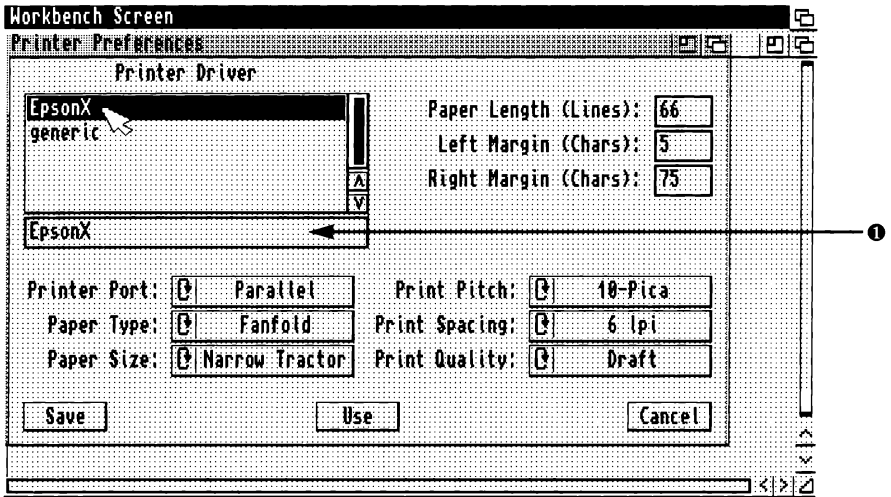 Workbench Screen
Printer Preferences
Printer Driver
EpsonX
generic
EpsonX
Paper Length (Lines): 66
Left Margin (Chars): 5
Right Margin (Chars): 75
❶
Printer Port: Parallel
Paper Type: Fanfold
Paper Size: Narrow Tractor
Print Pitch: 10-Pica
Print Spacing: 6 lpi
Print Quality: Draft
Save
Use
Cancel